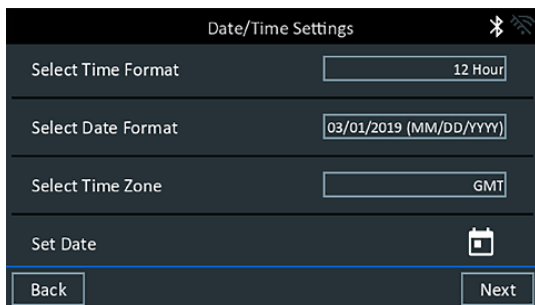 Date/Time Settings
Select Time Format 12 Hour
Select Date Format 03/01/2019 (MM/DD/YYYY)
Select Time Zone GMT
Set Date
Back Next